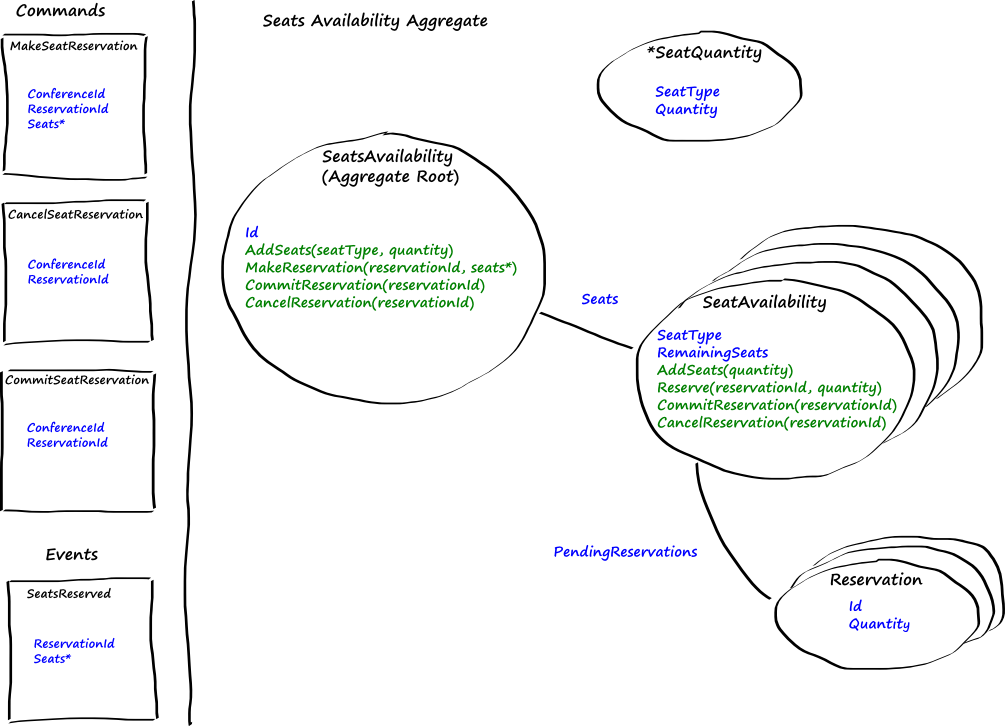 Commands
MakeSeatReservation
ConferenceId
ReservationId
Seats*
CancelSeatReservation
ConferenceId
ReservationId
CommitSeatReservation
ConferenceId
ReservationId
Events
SeatsReserved
ReservationId
Seats*
Seats Availability Aggregate
*SeatQuantity
SeatType
Quantity
SeatsAvailability
(Aggregate Root)
Id
AddSeats(seatType, quantity)
MakeReservation(reservationId, seats*)
CommitReservation(reservationId)
CancelReservation(reservationId)
Seats
SeatAvailability
SeatType
RemainingSeats
AddSeats(quantity)
Reserve(reservationId, quantity)
CommitReservation(reservationId)
CancelReservation(reservationId)
PendingReservations
Reservation
Id
Quantity